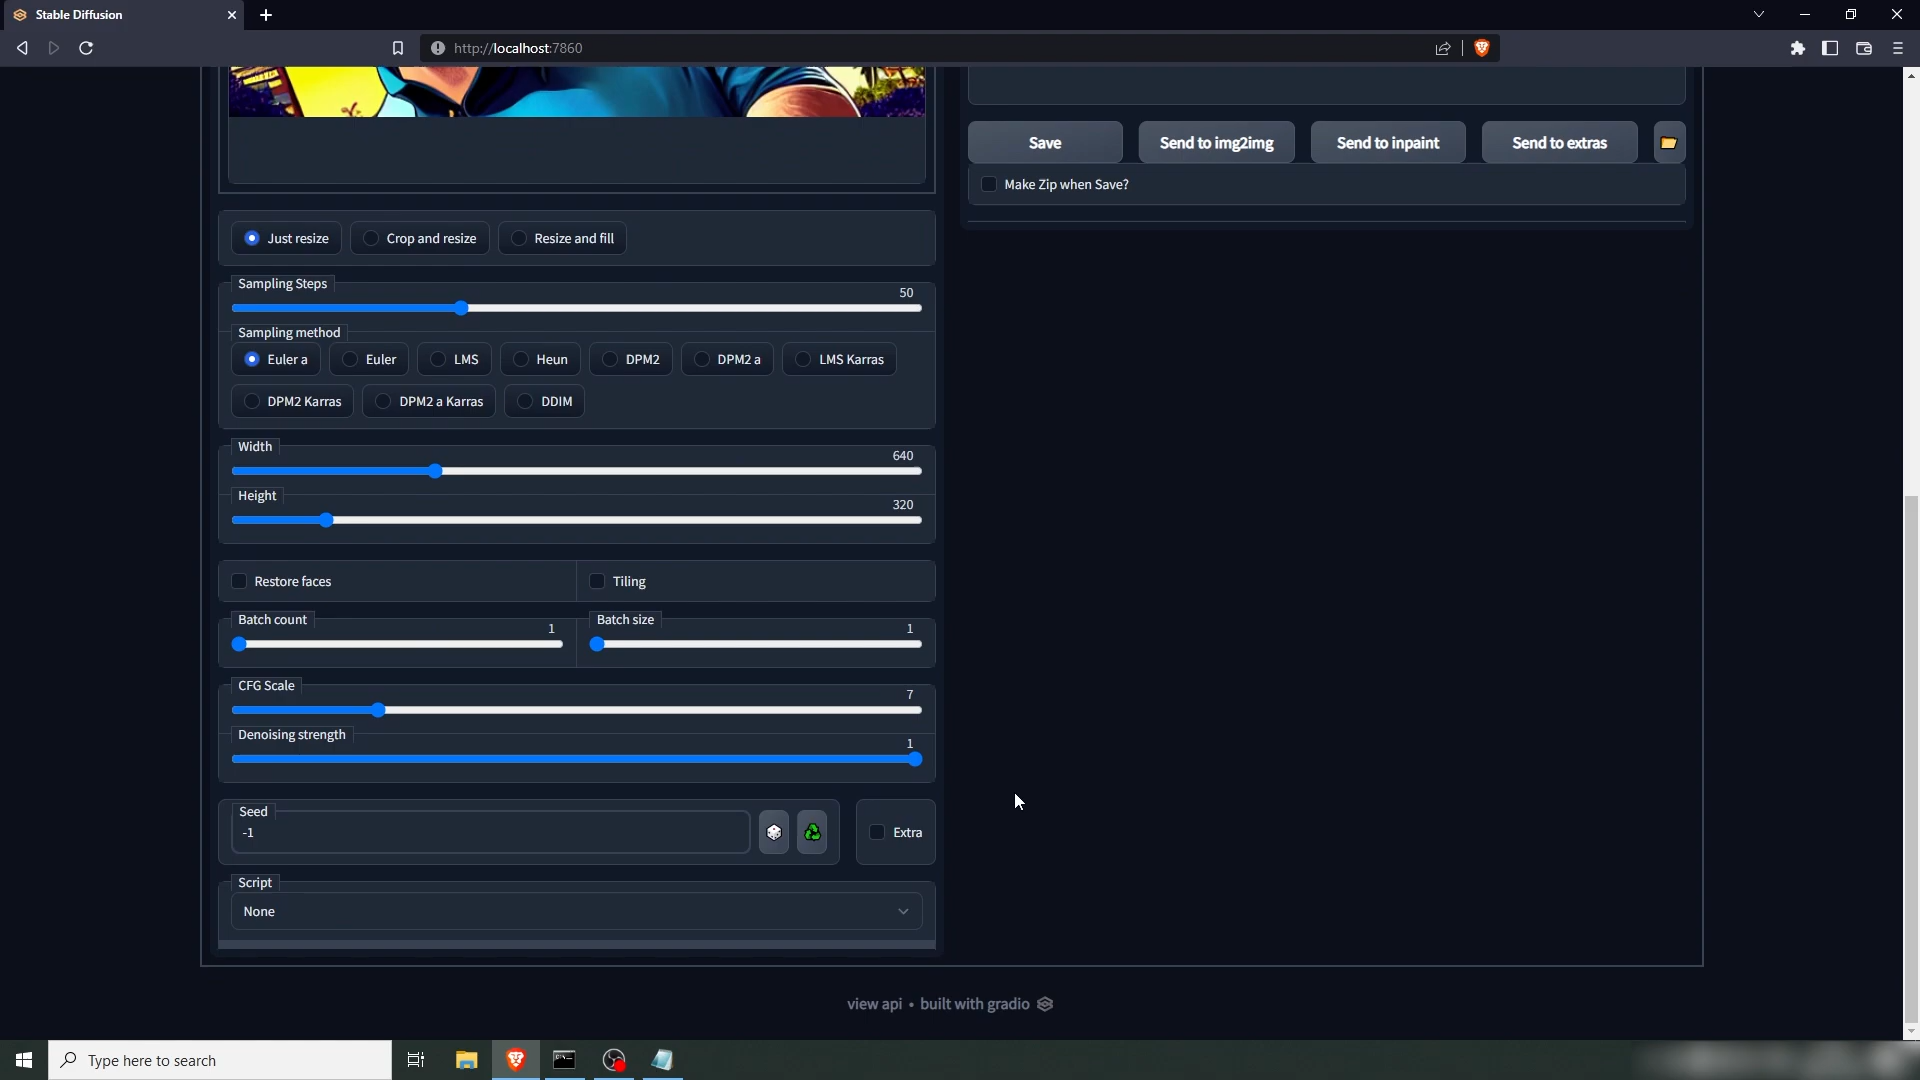 Stable Diffusion
http://localhost:7860
Save
Send to img2img
Send to inpaint
Send to extras
Make Zip when Save?
Just resize
Crop and resize
Resize and fill
Sampling Steps
50
Sampling method
Euler a
Euler
LMS
Heun
DPM2
DPM2 a
LMS Karras
DPM2 Karras
DPM2 a Karras
DDIM
Width
640
Height
320
Restore faces
Tiling
Batch count
1
Batch size
1
CFG Scale
7
Denoising strength
1
Seed
-1
Extra
Script
None
view api • built with gradio
Type here to search